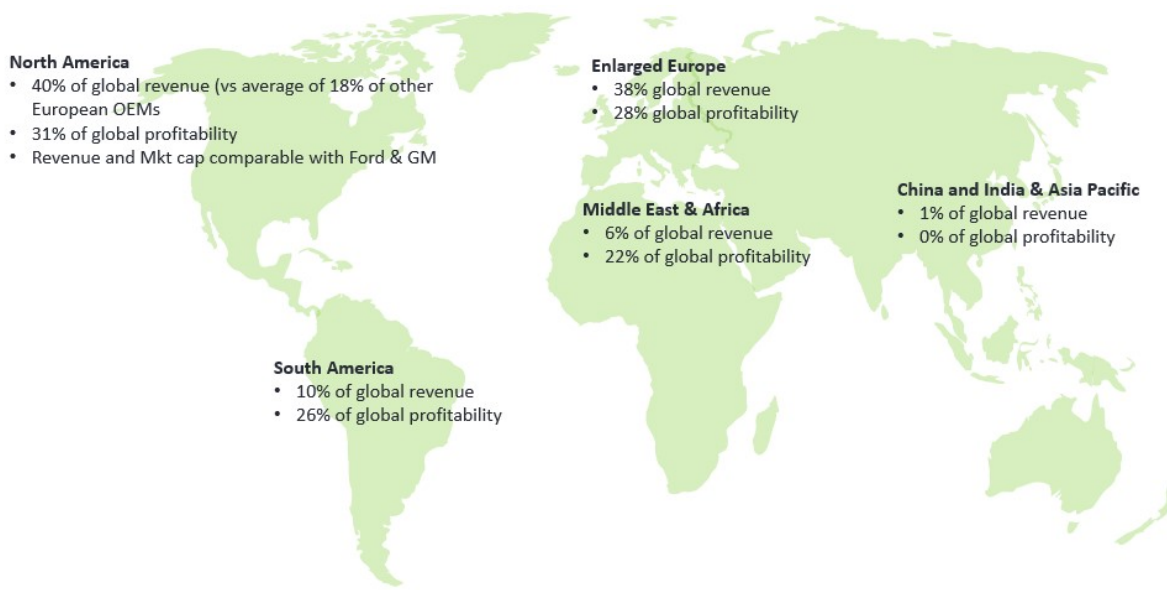 North America
• 40% of global revenue (vs average of 18% of other
European OEMs
• 31% of global profitability
• Revenue and Mkt cap comparable with Ford & GM
Enlarged Europe
• 38% global revenue
• 28% global profitability
Middle East & Africa
• 6% of global revenue
• 22% of global profitability
China and India & Asia Pacific
• 1% of global revenue
• 0% of global profitability
South America
• 10% of global revenue
• 26% of global profitability